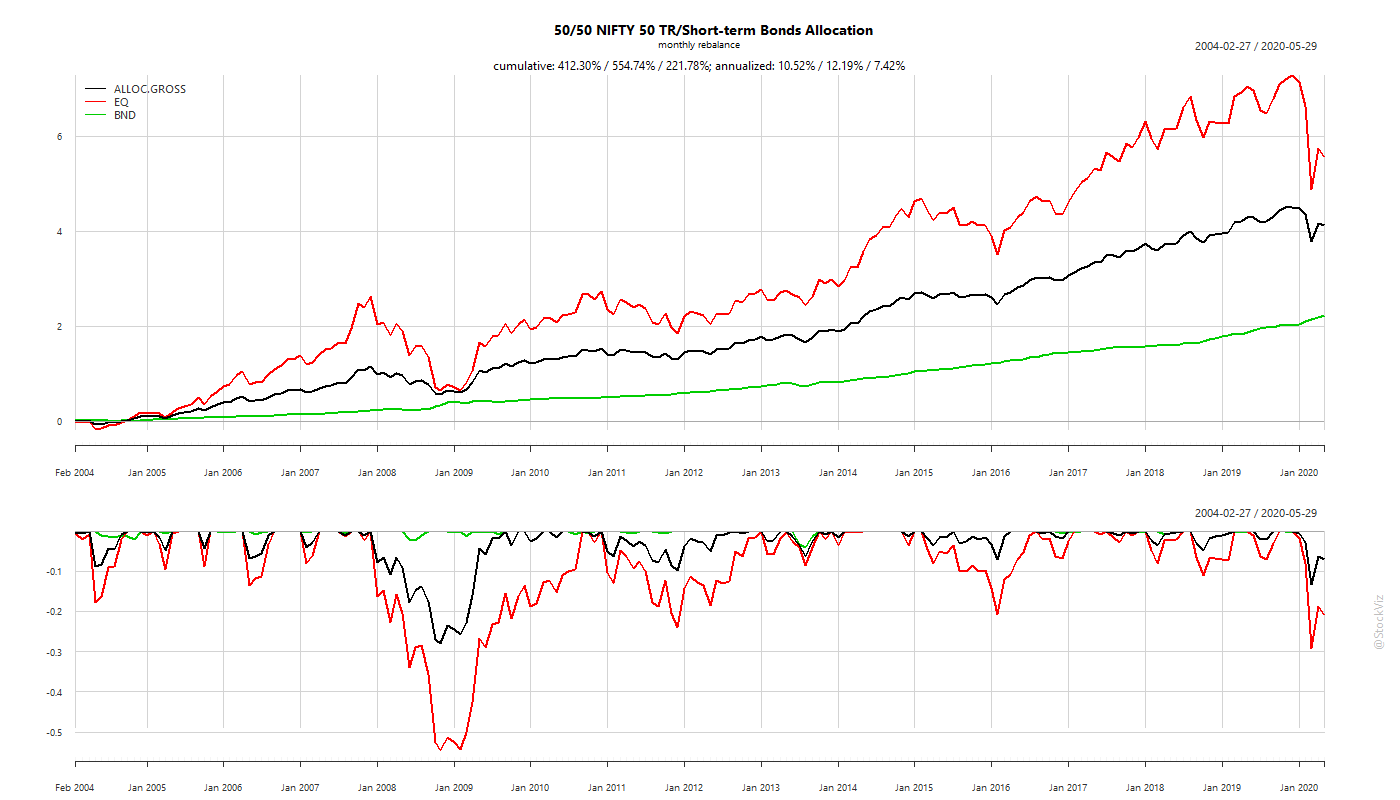 50/50 NIFTY 50 TR/Short-term Bonds Allocation
monthly rebalance
2004-02-27 / 2020-05-29
cumulative: 412.30% / 554.74% / 221.78%; annualized: 10.52% / 12.19% / 7.42%
ALLOC.GROSS
EQ
BND
6
4
2
0
Feb 2004 Jan 2005 Jan 2006 Jan 2007 Jan 2008 Jan 2009 Jan 2010 Jan 2011 Jan 2012 Jan 2013 Jan 2014 Jan 2015 Jan 2016 Jan 2017 Jan 2018 Jan 2019 Jan 2020
2004-02-27 / 2020-05-29
-0.1
-0.2
-0.3
-0.4
-0.5
Feb 2004 Jan 2005 Jan 2006 Jan 2007 Jan 2008 Jan 2009 Jan 2010 Jan 2011 Jan 2012 Jan 2013 Jan 2014 Jan 2015 Jan 2016 Jan 2017 Jan 2018 Jan 2019 Jan 2020
@StockViz